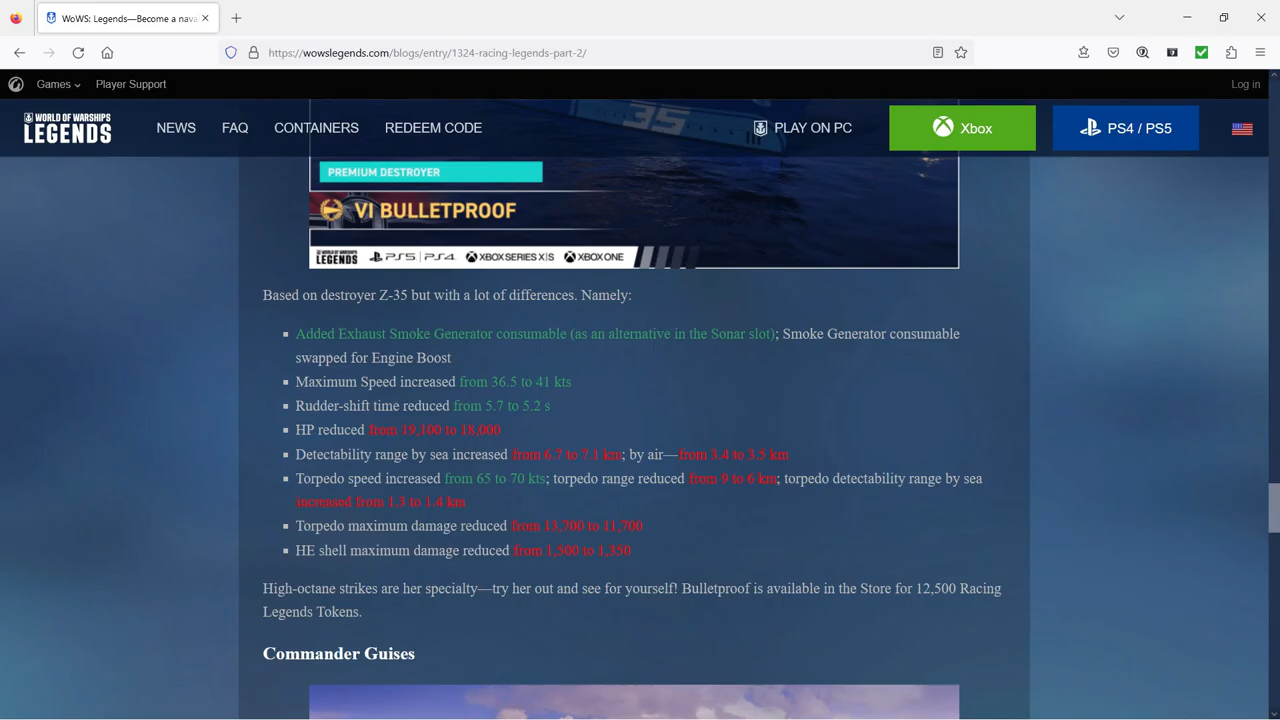 WoWS: Legends—Become a nava
https://wowslegends.com/blogs/entry/1324-racing-legends-part-2/
Games
Player Support
Log in
WORLD OF WARSHIPS
LEGENDS
NEWS
FAQ
CONTAINERS
REDEEM CODE
PLAY ON PC
Xbox
PS4 / PS5
35
PREMIUM DESTROYER
VI BULLETPROOF
WORLD OF WARSHIPS
LEGENDS
PS5 | PS4
XBOX SERIES X|S
XBOX ONE
Based on destroyer Z-35 but with a lot of differences. Namely:
Added Exhaust Smoke Generator consumable (as an alternative in the Sonar slot); Smoke Generator consumable
swapped for Engine Boost
Maximum Speed increased from 36.5 to 41 kts
Rudder-shift time reduced from 5.7 to 5.2 s
HP reduced from 19,100 to 18,000
Detectability range by sea increased from 6.7 to 7.1 km; by air—from 3.4 to 3.5 km
Torpedo speed increased from 65 to 70 kts; torpedo range reduced from 9 to 6 km; torpedo detectability range by sea
increased from 1.3 to 1.4 km
Torpedo maximum damage reduced from 13,700 to 11,700
HE shell maximum damage reduced from 1,500 to 1,350
High-octane strikes are her specialty—try her out and see for yourself! Bulletproof is available in the Store for 12,500 Racing
Legends Tokens.
Commander Guises